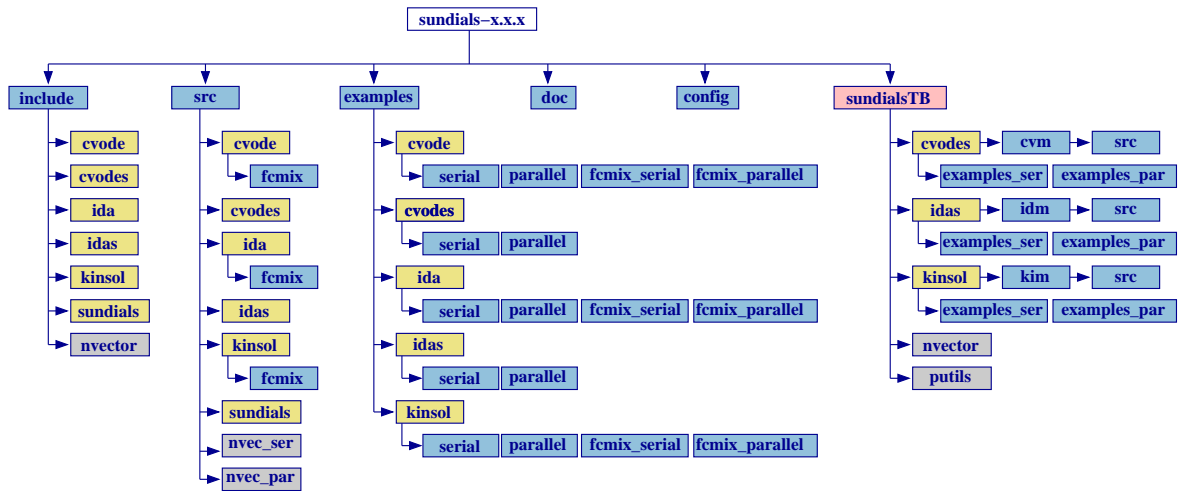 sundials−x.x.x
include src examples doc config sundialsTB
cvode cvode cvode cvodes cvm src
cvodes fcmix serial parallel fcmix_serial fcmix_parallel examples_ser examples_par
ida cvodes cvodes idas idm src
idas ida serial parallel examples_ser examples_par
kinsol fcmix ida kinsol kim src
sundials idas serial parallel fcmix_serial fcmix_parallel examples_ser examples_par
nvector kinsol idas nvector
fcmix serial parallel putils
sundials kinsol
nvec_ser serial parallel fcmix_serial fcmix_parallel
nvec_par